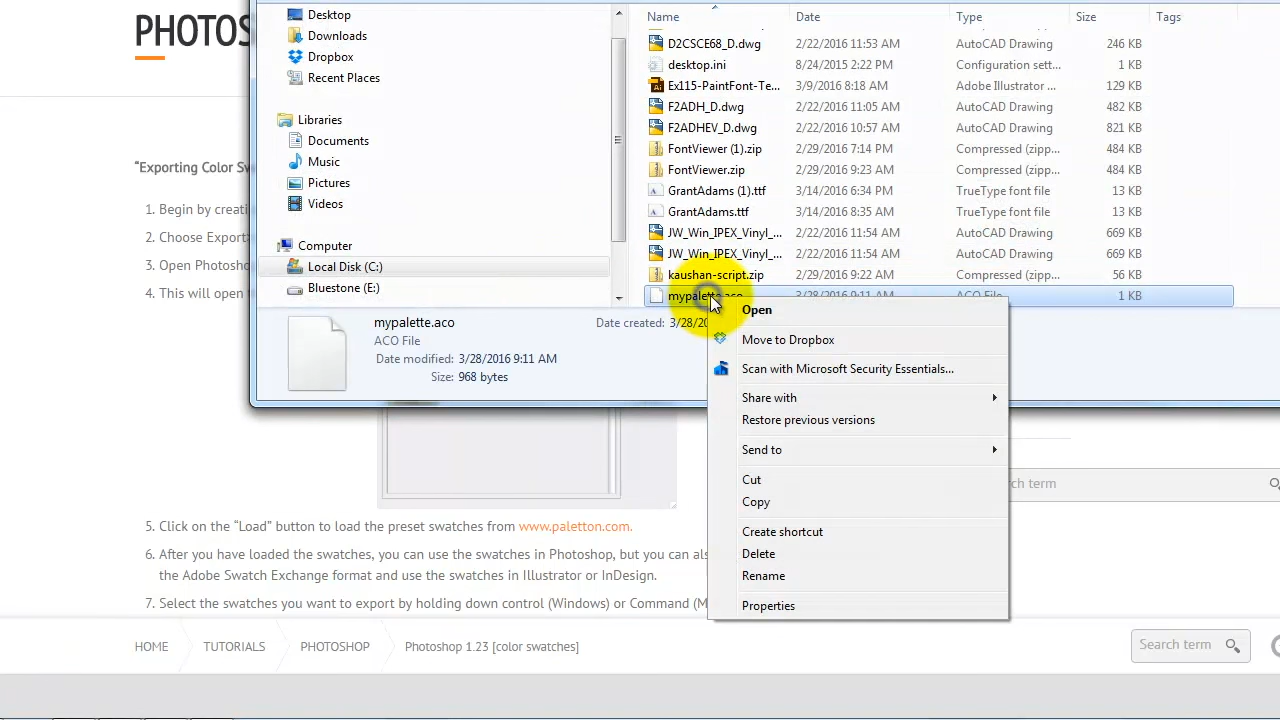 PHOTOS
"Exporting Color Sw
1. Begin by creati
2. Choose Export
3. Open Photosh
4. This will open
Desktop
Downloads
Dropbox
Recent Places
Libraries
Documents
Music
Pictures
Videos
Computer
Local Disk (C:)
Bluestone (E:)
Name Date Type Size Tags
D2CSCE68_D.dwg 2/22/2016 11:53 AM AutoCAD Drawing 246 KB
desktop.ini 8/24/2015 2:22 PM Configuration sett... 1 KB
Ex115-PaintFont-Te... 3/9/2016 8:18 AM Adobe Illustrator ... 129 KB
F2ADH_D.dwg 2/22/2016 11:05 AM AutoCAD Drawing 482 KB
F2ADHEV_D.dwg 2/22/2016 10:57 AM AutoCAD Drawing 821 KB
FontViewer (1).zip 2/29/2016 7:14 PM Compressed (zipp... 484 KB
FontViewer.zip 2/29/2016 9:23 AM Compressed (zipp... 484 KB
GrantAdams (1).ttf 3/14/2016 6:34 PM TrueType font file 13 KB
GrantAdams.ttf 3/14/2016 8:35 AM TrueType font file 13 KB
JW_Win_IPEX_Vinyl_... 2/22/2016 11:54 AM AutoCAD Drawing 669 KB
JW_Win_IPEX_Vinyl_... 2/22/2016 11:54 AM AutoCAD Drawing 669 KB
kaushan-script.zip 2/29/2016 9:22 AM Compressed (zipp... 56 KB
mypalette.aco 3/28/2016 9:11 AM ACO File 1 KB
mypalette.aco Date created: 3/28/20
ACO File
Date modified: 3/28/2016 9:11 AM
Size: 968 bytes
Open
Move to Dropbox
Scan with Microsoft Security Essentials...
Share with
Restore previous versions
Send to
Cut
Copy
Create shortcut
Delete
Rename
Properties
ch term
5. Click on the “Load” button to load the preset swatches from www.paletton.com.
6. After you have loaded the swatches, you can use the swatches in Photoshop, but you can als
the Adobe Swatch Exchange format and use the swatches in Illustrator or InDesign.
7. Select the swatches you want to export by holding down control (Windows) or Command (M
HOME TUTORIALS PHOTOSHOP Photoshop 1.23 [color swatches] Search term